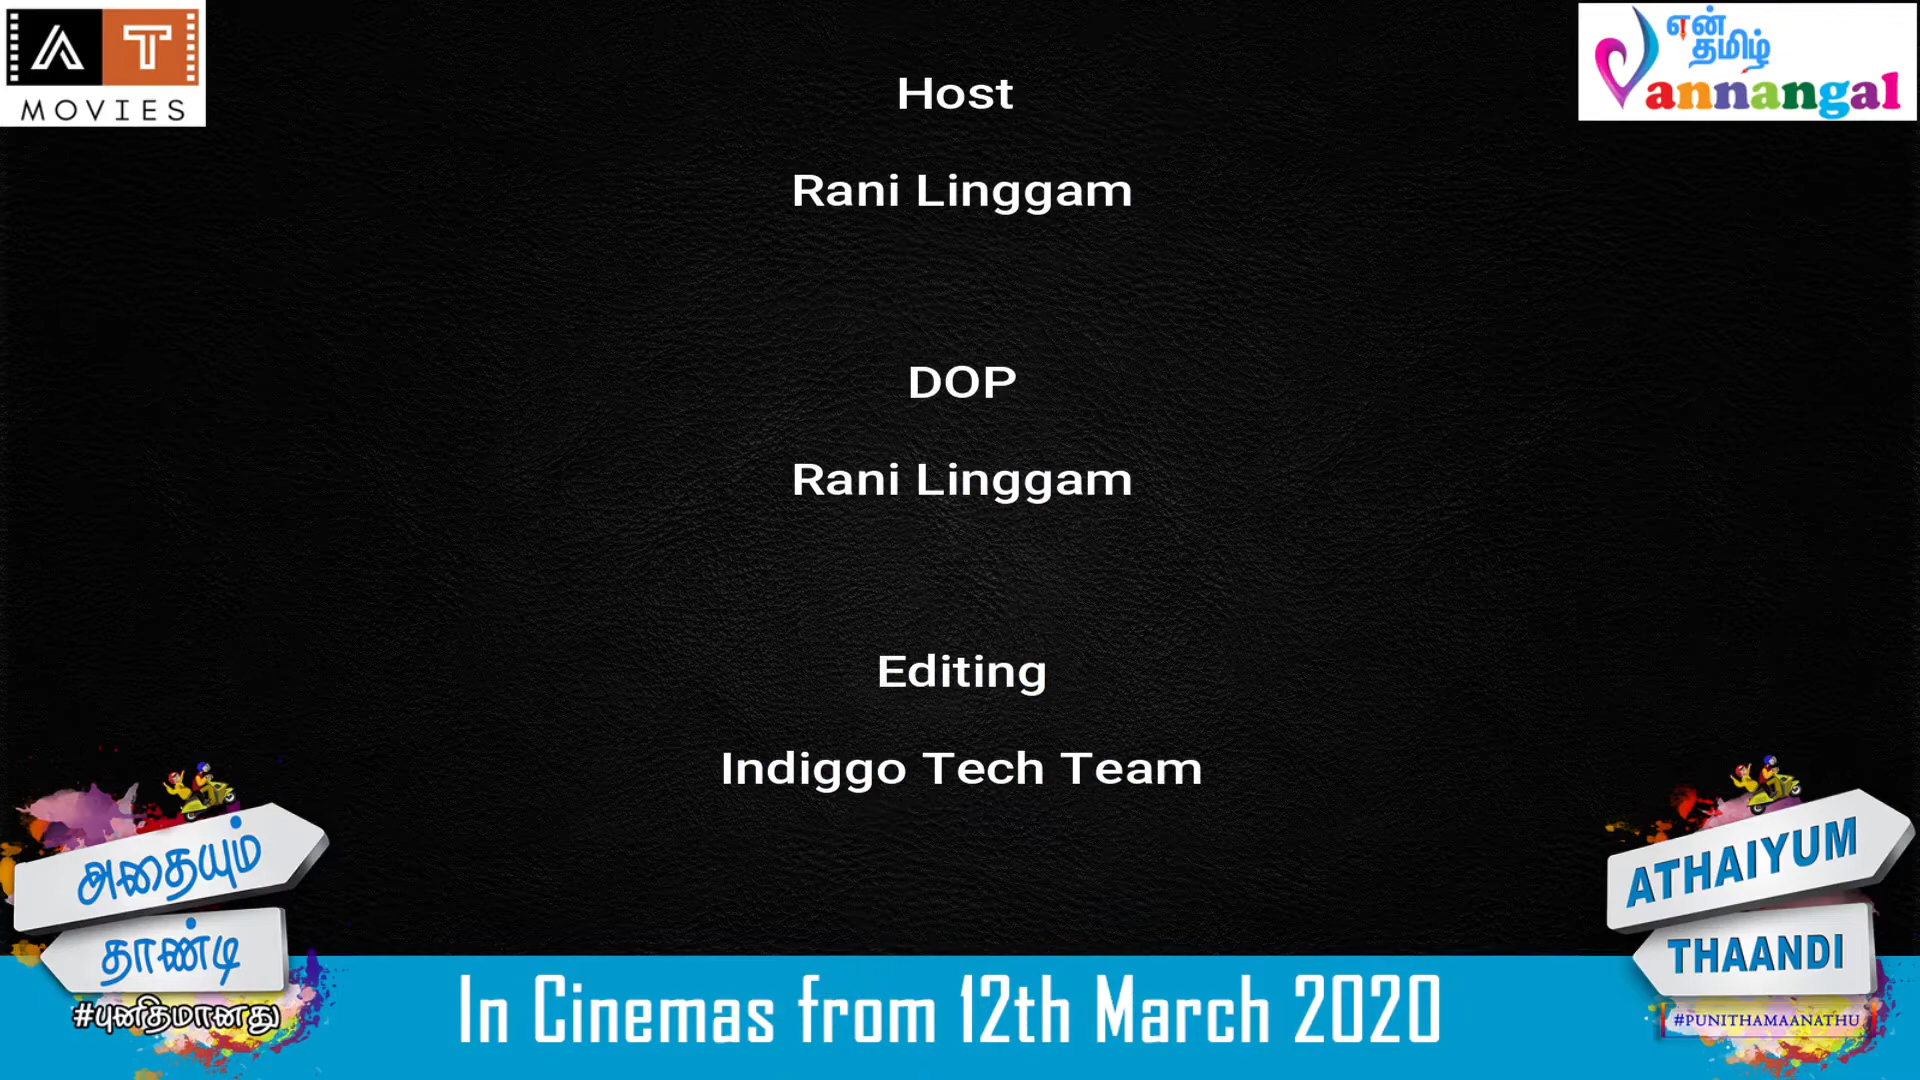 AT
MOVIES
என்
தமிழ்
Vannangal
Host
Rani Linggam
DOP
Rani Linggam
Editing
Indiggo Tech Team
அதையும்
தாண்டி
#புனிதமானது
ATHAIYUM
THAANDI
#PUNITHAMAANATHU
In Cinemas from 12th March 2020